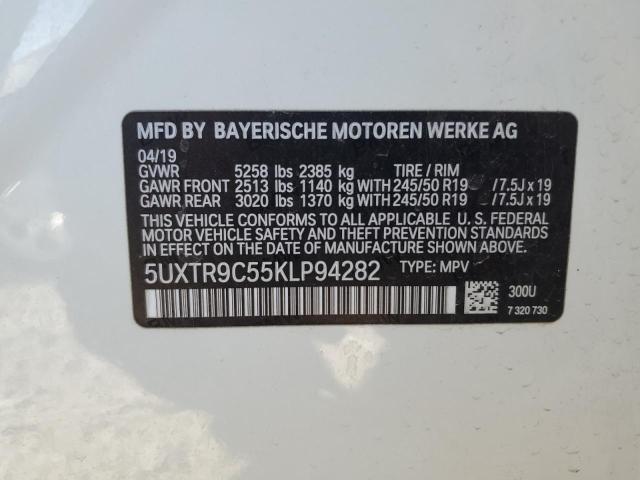 MFD BY BAYERISCHE MOTOREN WERKE AG
04/19
GVWR 5258 lbs 2385 kg TIRE / RIM
GAWR FRONT 2513 lbs 1140 kg WITH 245/50 R19 /7.5J x 19
GAWR REAR 3020 lbs 1370 kg WITH 245/50 R19 /7.5J x 19
THIS VEHICLE CONFORMS TO ALL APPLICABLE U. S. FEDERAL
MOTOR VEHICLE SAFETY AND THEFT PREVENTION STANDARDS
IN EFFECT ON THE DATE OF MANUFACTURE SHOWN ABOVE.
5UXTR9C55KLP94282 TYPE: MPV
300U
7 320 730